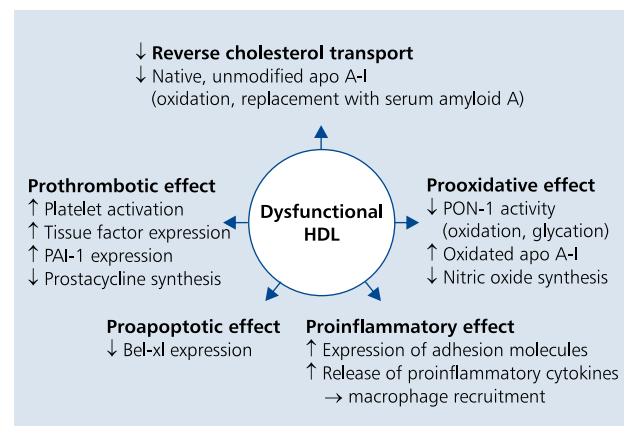 ↓ Reverse cholesterol transport
↓ Native, unmodified apo A-I
(oxidation, replacement with serum amyloid A)
Prothrombotic effect
↑ Platelet activation
↑ Tissue factor expression
↑ PAI-1 expression
↓ Prostacycline synthesis
Dysfunctional
HDL
Prooxidative effect
↓ PON-1 activity
(oxidation, glycation)
↑ Oxidated apo A-I
↓ Nitric oxide synthesis
Proapoptotic effect
↓ Bel-xl expression
Proinflammatory effect
↑ Expression of adhesion molecules
↑ Release of proinflammatory cytokines
→ macrophage recruitment